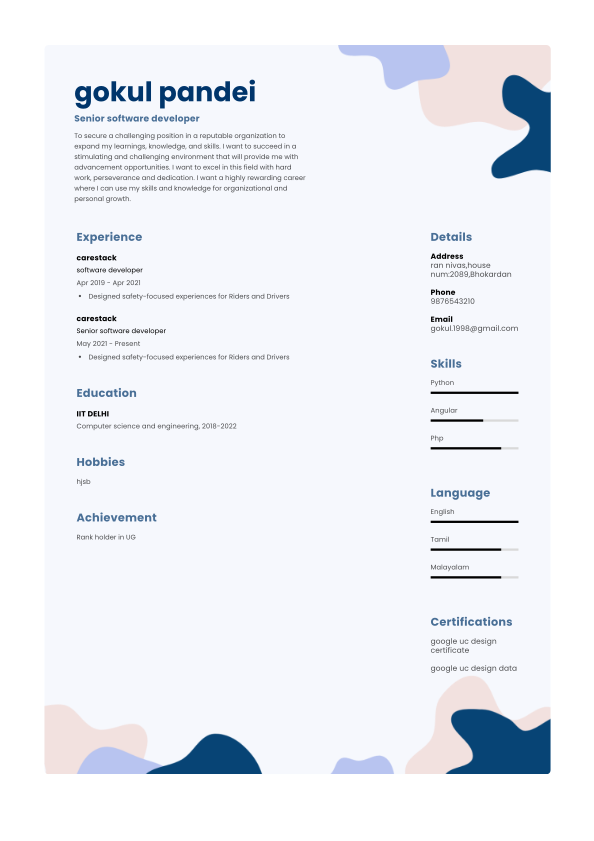 gokul pandei
Senior software developer
To secure a challenging position in a reputable organization to
expand my learnings, knowledge, and skills. I want to succeed in a
stimulating and challenging environment that will provide me with
advancement opportunities. I want to excel in this field with hard
work, perseverance and dedication. I want a highly rewarding career
where I can use my skills and knowledge for organizational and
personal growth.
Experience
carestack
software developer
Apr 2019 - Apr 2021
• Designed safety-focused experiences for Riders and Drivers
carestack
Senior software developer
May 2021 - Present
• Designed safety-focused experiences for Riders and Drivers
Education
IIT DELHI
Computer science and engineering, 2018-2022
Hobbies
hjsb
Achievement
Rank holder in UG
Details
Address
ran nivas,house
num:2089,Bhokardan
Phone
9876543210
Email
gokul.1998@gmail.com
Skills
Python
Angular
Php
Language
English
Tamil
Malayalam
Certifications
google uc design
certificate
google uc design data